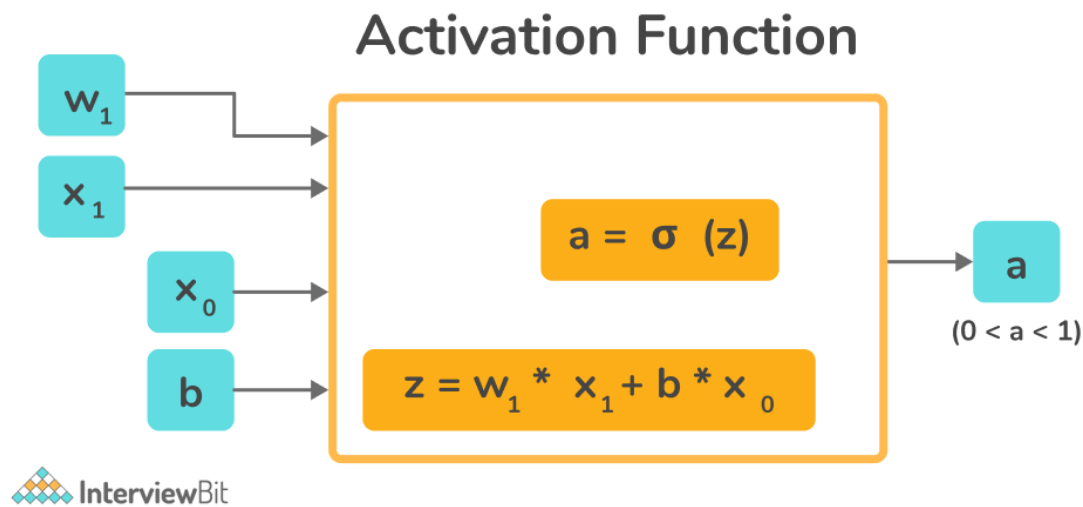 Activation Function
w₁
x₁
x₀
b
a = σ (z)
z = w₁ * x₁ + b * x₀
a
(0 < a < 1)
InterviewBit